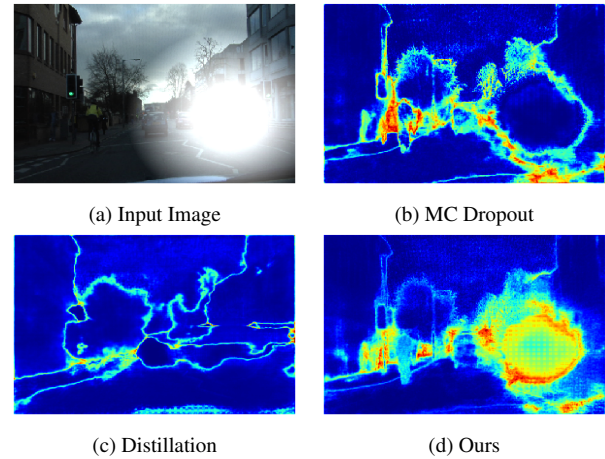 (a) Input Image
(b) MC Dropout
(c) Distillation
(d) Ours